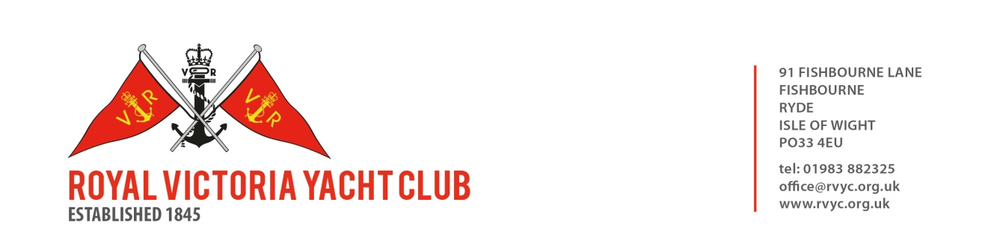 V R
V R
V R
ROYAL VICTORIA YACHT CLUB
ESTABLISHED 1845
91 FISHBOURNE LANE
FISHBOURNE
RYDE
ISLE OF WIGHT
PO33 4EU
tel: 01983 882325
office@rvyc.org.uk
www.rvyc.org.uk